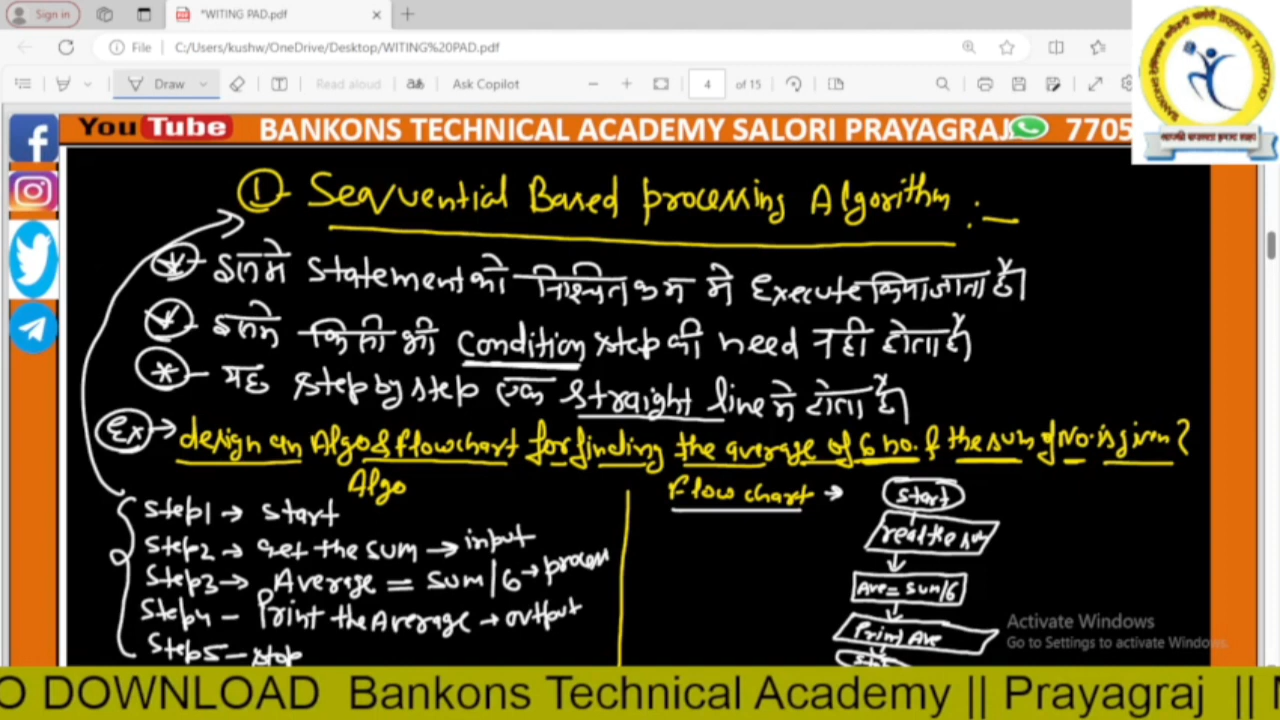 Sign in
*WITING PAD.pdf
File C:/Users/kushw/OneDrive/Desktop/WITING%20PAD.pdf
Draw Read aloud Ask Copilot 4 of 15
YouTube BANKONS TECHNICAL ACADEMY SALORI PRAYAGRAJ 7705
① Sequential Based processing Algorithm :—
इसमे Statement को निश्चित क्रम मे Execute किया जाता है।
इसमे किसी भी condition step की need नही होता है।
यह step by step एक straight line मे होता है।
Ex → design an Algo & flowchart for finding the average of 6 no. if the sum of No. is given?
Algo
Step1 → start
Step2 → get the sum → input
Step3 → Average = sum/6 → process
Step4 - Print the Average → output
Step5 - stop
Flow chart →
start
read the sum
Ave = sum/6
Print Ave
Activate Windows
Go to Settings to activate Windows.
O DOWNLOAD Bankons Technical Academy || Prayagraj || N